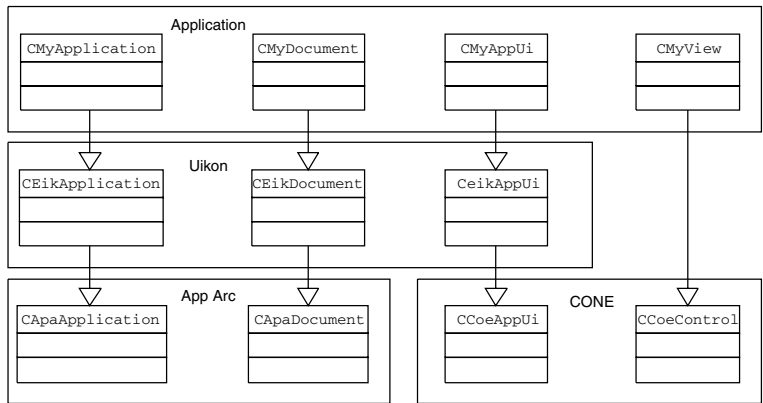 Application
CMyApplication
CMyDocument
CMyAppUi
CMyView
Uikon
CEikApplication
CEikDocument
CeikAppUi
App Arc
CONE
CApaApplication
CApaDocument
CCoeAppUi
CCoeControl